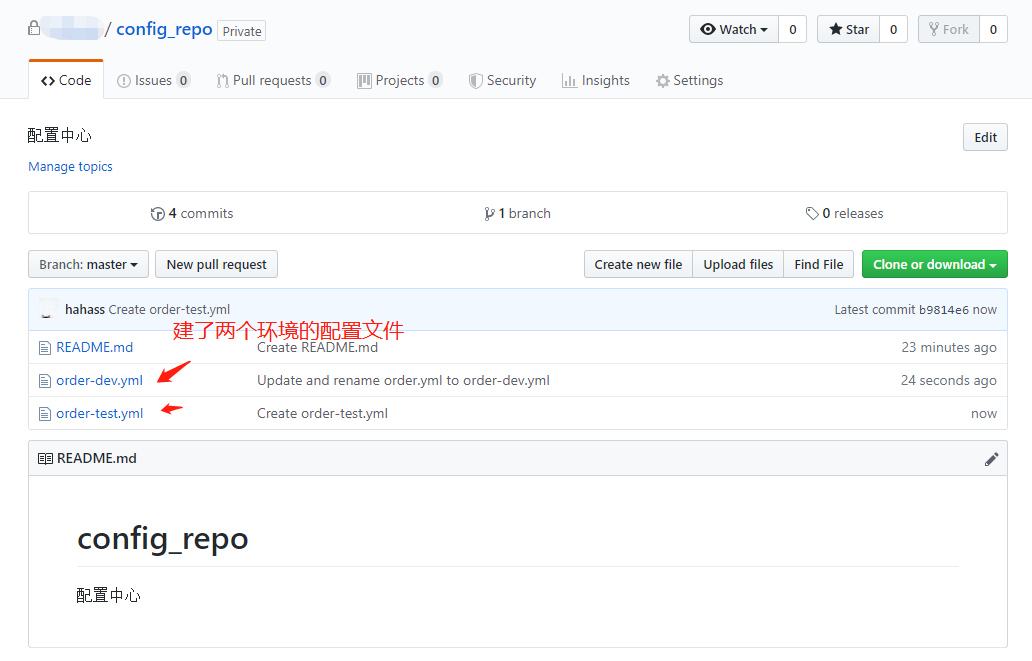 / config_repo Private Watch 0 Star 0 Fork 0
Code Issues 0 Pull requests 0 Projects 0 Security Insights Settings
配置中心 Edit
Manage topics
4 commits 1 branch 0 releases
Branch: master New pull request Create new file Upload files Find File Clone or download
hahass Create order-test.yml Latest commit b9814e6 now
建了两个环境的配置文件
README.md Create README.md 23 minutes ago
order-dev.yml Update and rename order.yml to order-dev.yml 24 seconds ago
order-test.yml Create order-test.yml now
README.md
config_repo
配置中心